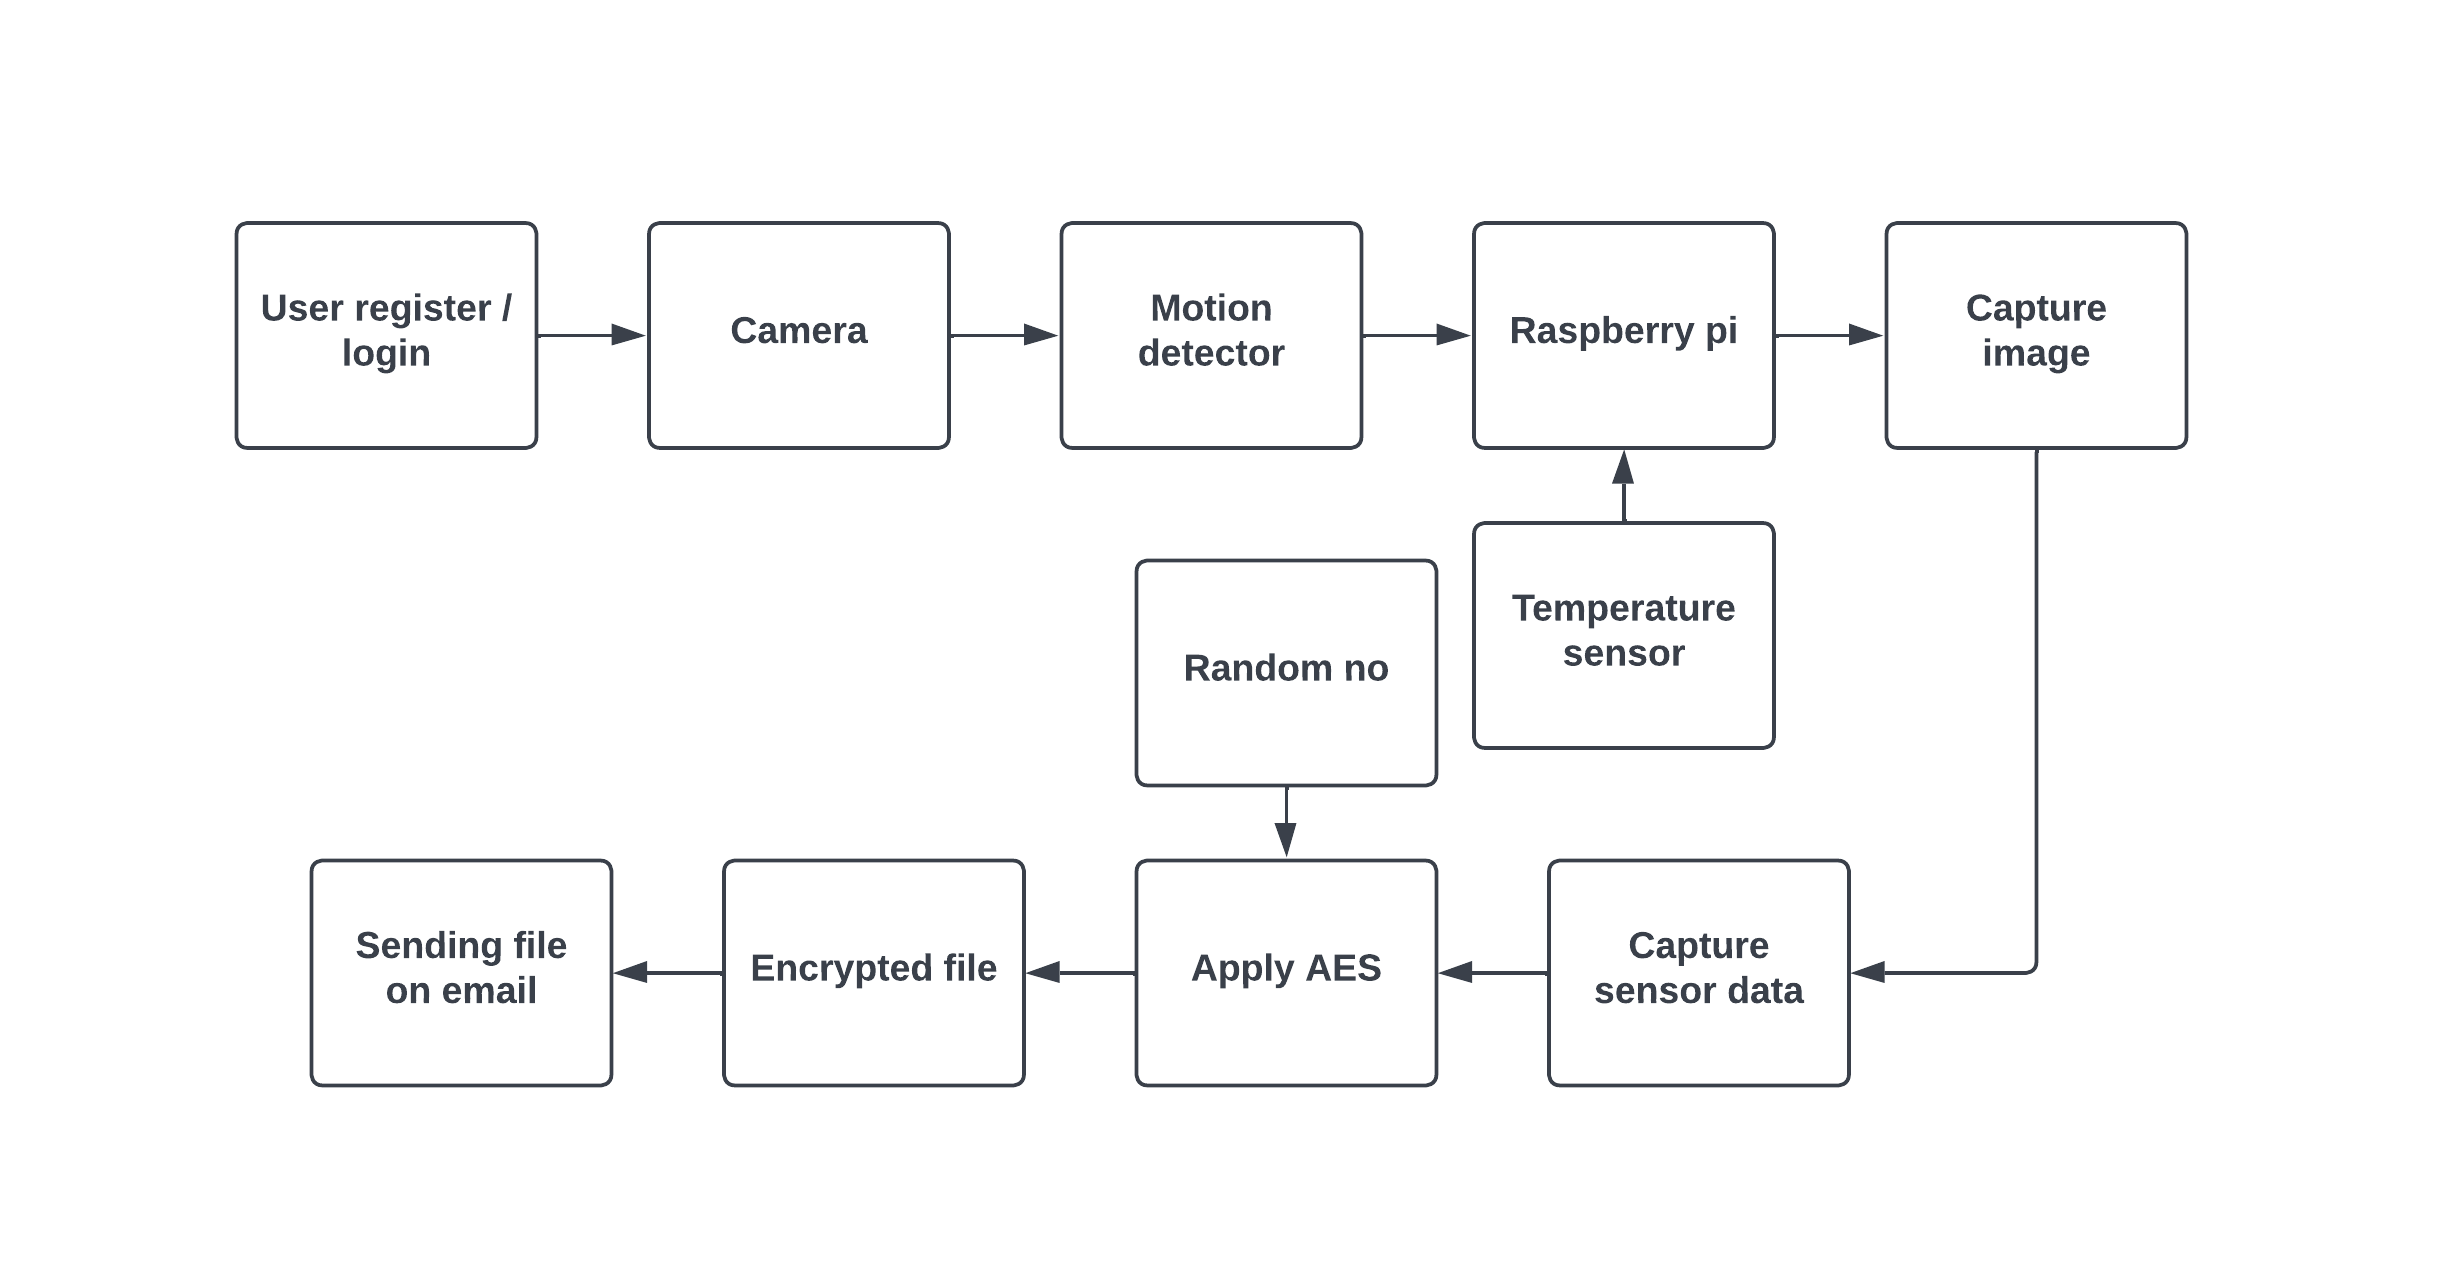 User register /
login
Camera
Motion
detector
Raspberry pi
Capture
image
Temperature
sensor
Random no
Sending file
on email
Encrypted file
Apply AES
Capture
sensor data